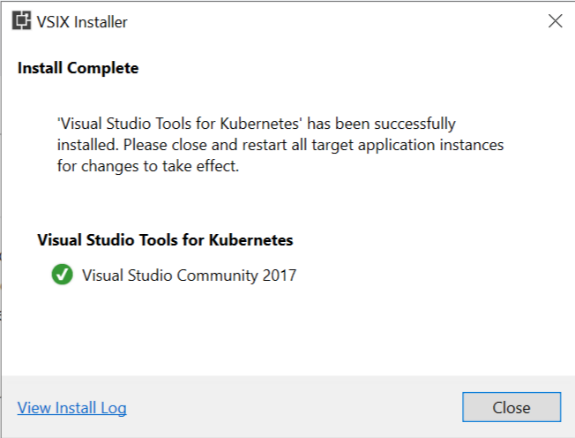 VSIX Installer
Install Complete
'Visual Studio Tools for Kubernetes' has been successfully
installed. Please close and restart all target application instances
for changes to take effect.
Visual Studio Tools for Kubernetes
Visual Studio Community 2017
View Install Log
Close